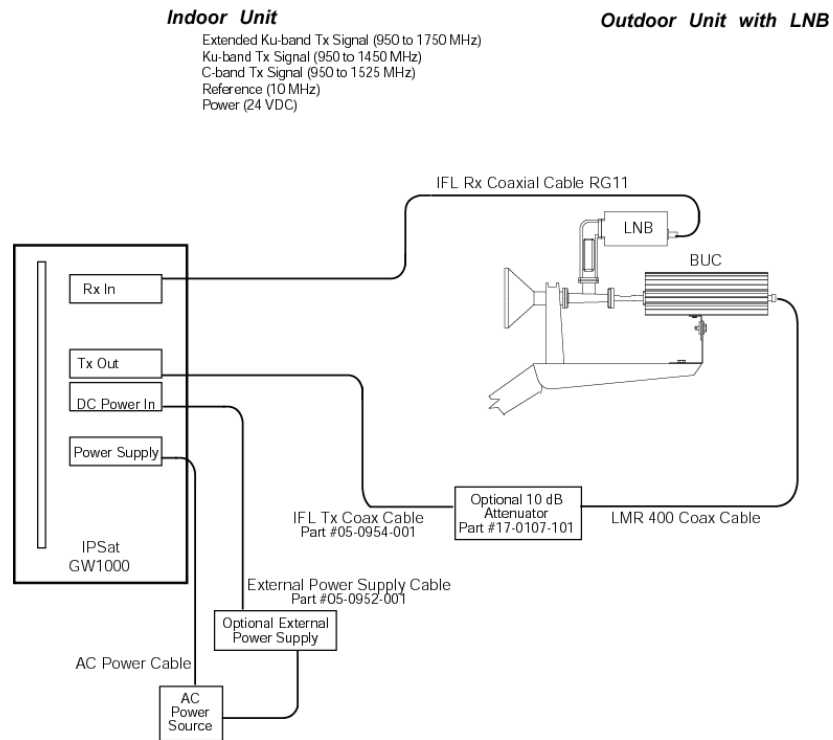 Indoor Unit
Outdoor Unit with LNB
Extended Ku-band Tx Signal (950 to 1750 MHz)
Ku-band Tx Signal (950 to 1450 MHz)
C-band Tx Signal (950 to 1525 MHz)
Reference (10 MHz)
Power (24 VDC)
IFL Rx Coaxial Cable RG11
LNB
BUC
Rx In
Tx Out
DC Power In
Power Supply
IPSat
GW1000
IFL Tx Coax Cable
Part #05-0954-001
Optional 10 dB
Attenuator
Part #17-0107-101
LMR 400 Coax Cable
External Power Supply Cable
Part #05-0952-001
Optional External
Power Supply
AC Power Cable
AC
Power
Source